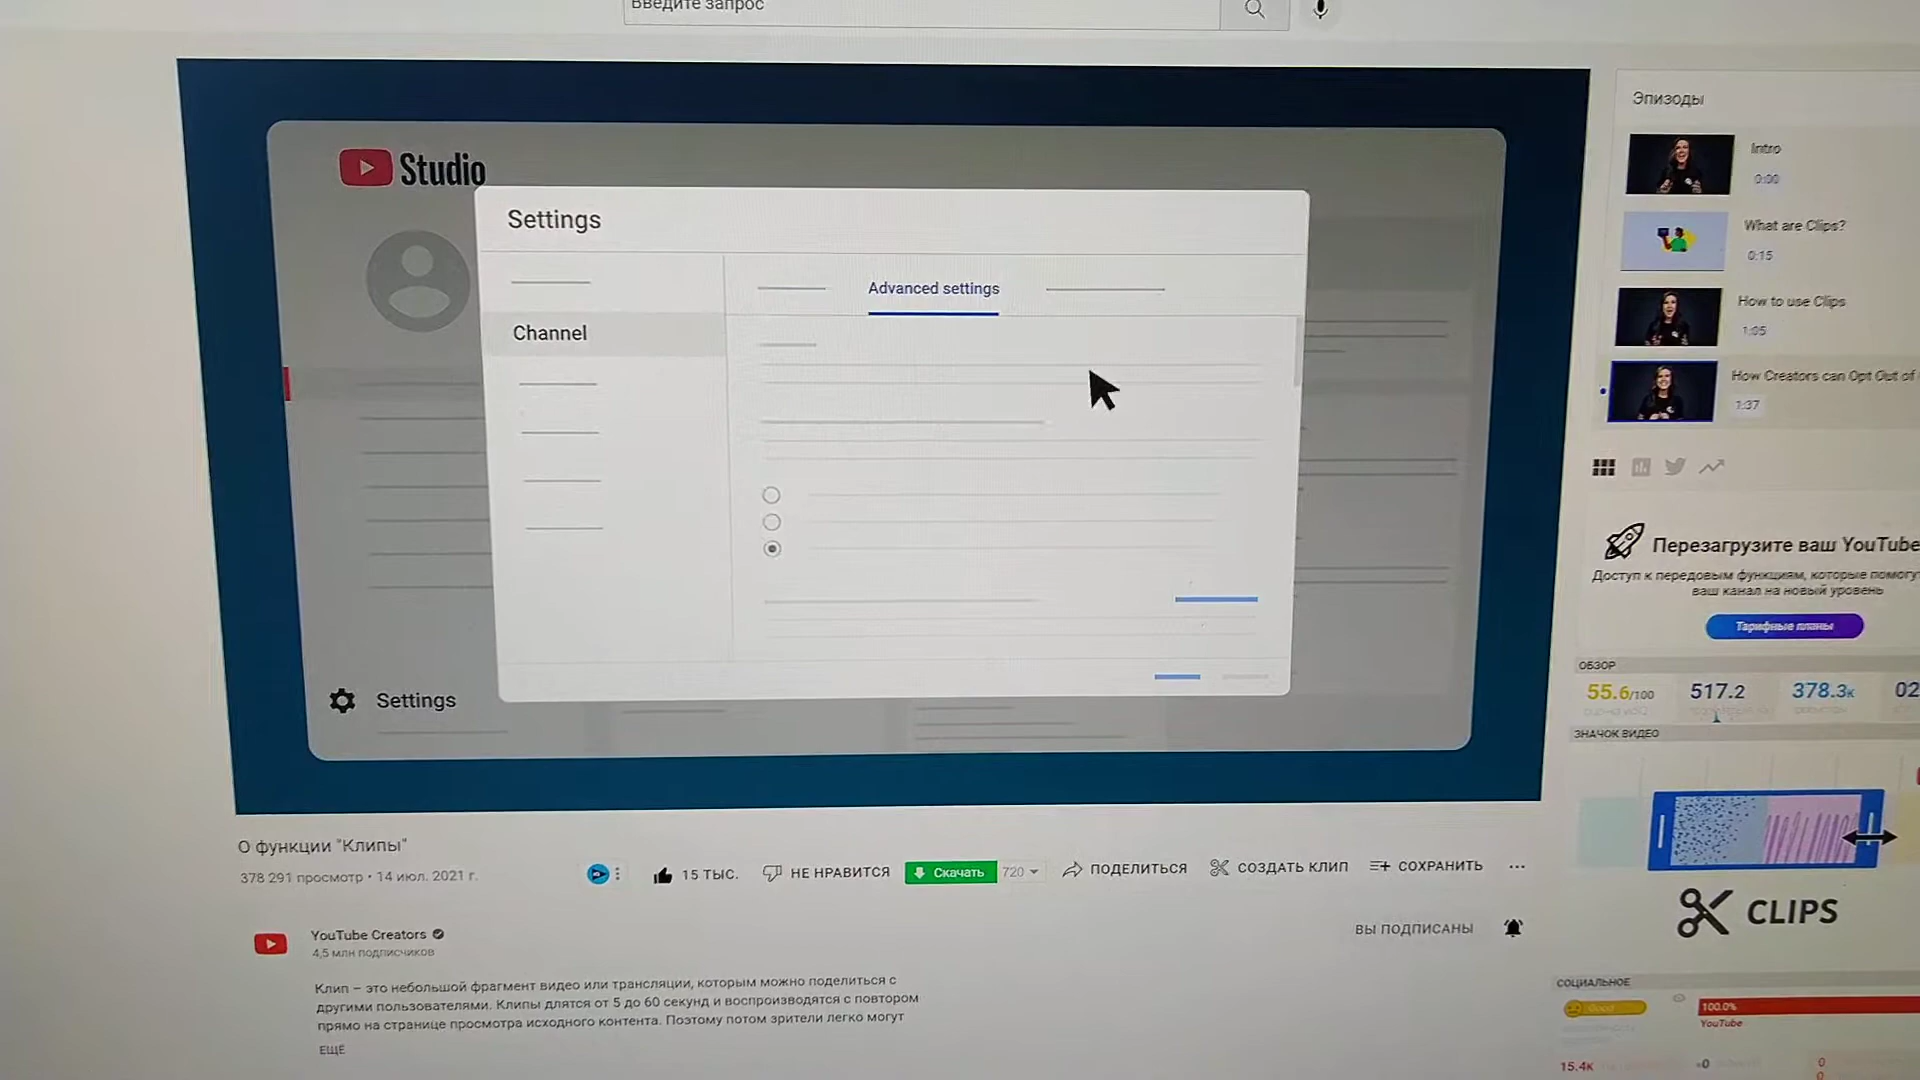 Введите запрос
Studio
Settings
Advanced settings
Channel
Settings
Эпизоды
Intro
0:00
What are Clips?
0:15
How to use Clips
1:05
How Creators can Opt Out of
1:37
Перезагрузите ваш YouTube
Доступ к передовым функциям, которые помогут
ваш канал на новый уровень
Тарифные планы
ОБЗОР
55.6/100
517.2
378.3к
02
ЗНАЧОК ВИДЕО
CLIPS
О функции "Клипы"
378 291 просмотр • 14 июл. 2021 г.
15 ТЫС.
НЕ НРАВИТСЯ
Скачать
720
ПОДЕЛИТЬСЯ
СОЗДАТЬ КЛИП
СОХРАНИТЬ
YouTube Creators
4,5 млн подписчиков
ВЫ ПОДПИСАНЫ
Клип – это небольшой фрагмент видео или трансляции, которым можно поделиться с
другими пользователями. Клипы длятся от 5 до 60 секунд и воспроизводятся с повтором
прямо на странице просмотра исходного контента. Поэтому потом зрители легко могут
ЕЩЁ
СОЦИАЛЬНОЕ
Good
100.0%
YouTube
15.4К
0
0
0